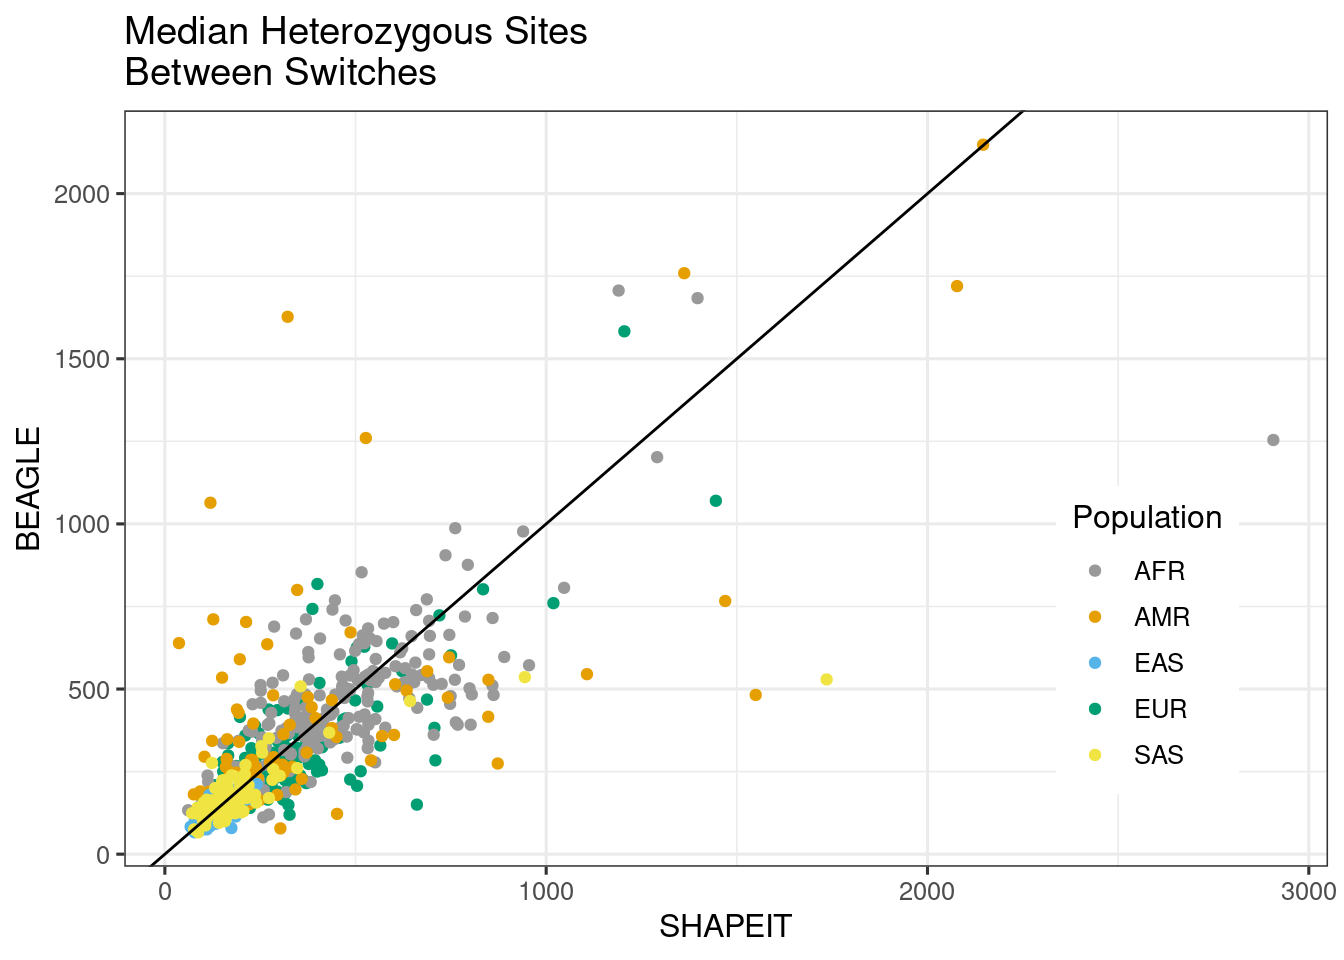 Median Heterozygous Sites
Between Switches
2000
1500
1000
500
0
BEAGLE
Population
AFR
AMR
EAS
EUR
SAS
0
1000
2000
3000
SHAPEIT